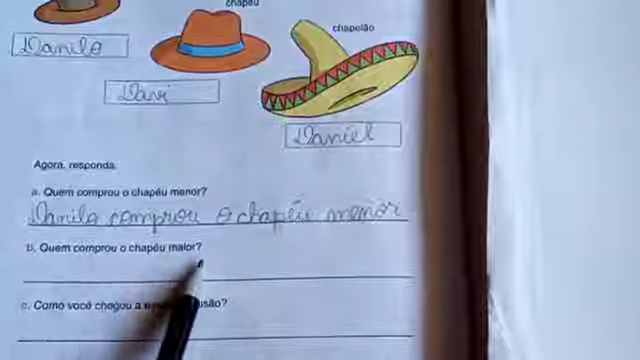 chapéu
chapelão
Danilo
Davi
Daniel
Agora, responda.
a. Quem comprou o chapéu menor?
Danilo comprou o chapéu menor
b. Quem comprou o chapéu maior?
c. Como você chegou a